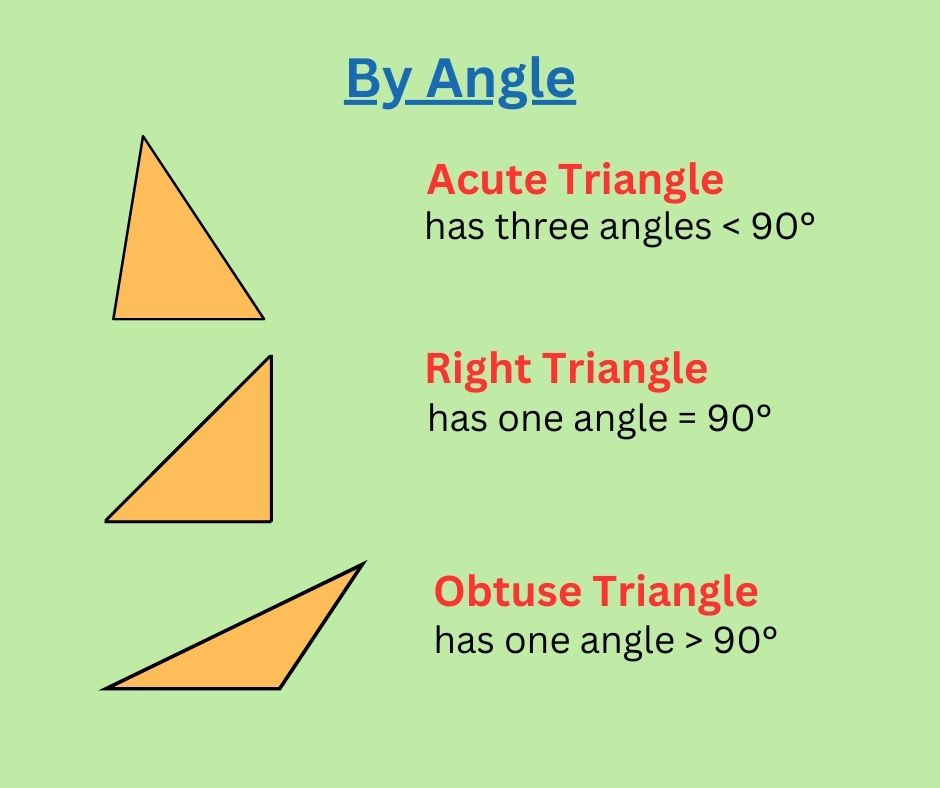 By Angle
Acute Triangle
has three angles < 90°
Right Triangle
has one angle = 90°
Obtuse Triangle
has one angle > 90°